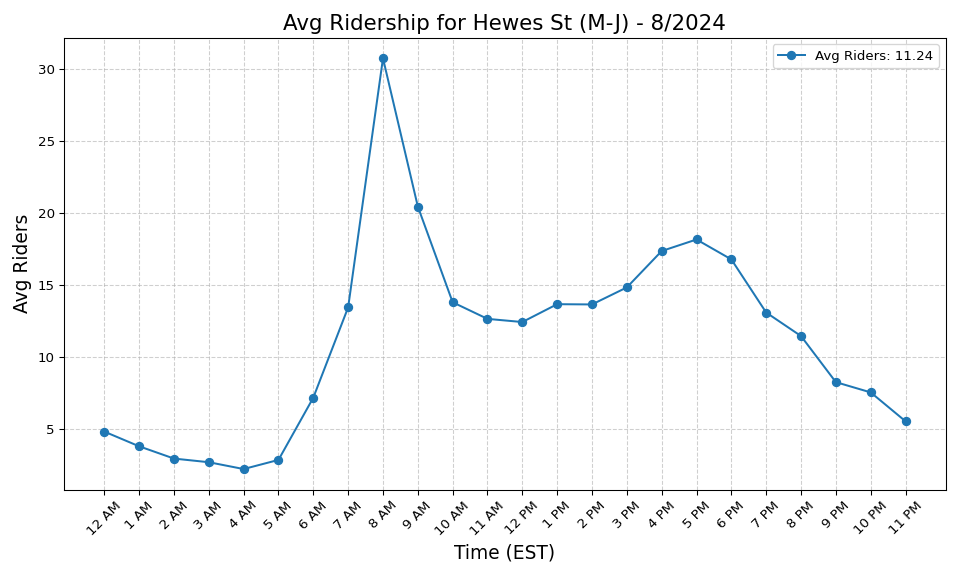 Avg Ridership for Hewes St (M-J) - 8/2024
Avg Riders: 11.24
Avg Riders
30
25
20
15
10
5
12 AM
1 AM
2 AM
3 AM
4 AM
5 AM
6 AM
7 AM
8 AM
9 AM
10 AM
11 AM
12 PM
1 PM
2 PM
3 PM
4 PM
5 PM
6 PM
7 PM
8 PM
9 PM
10 PM
11 PM
Time (EST)